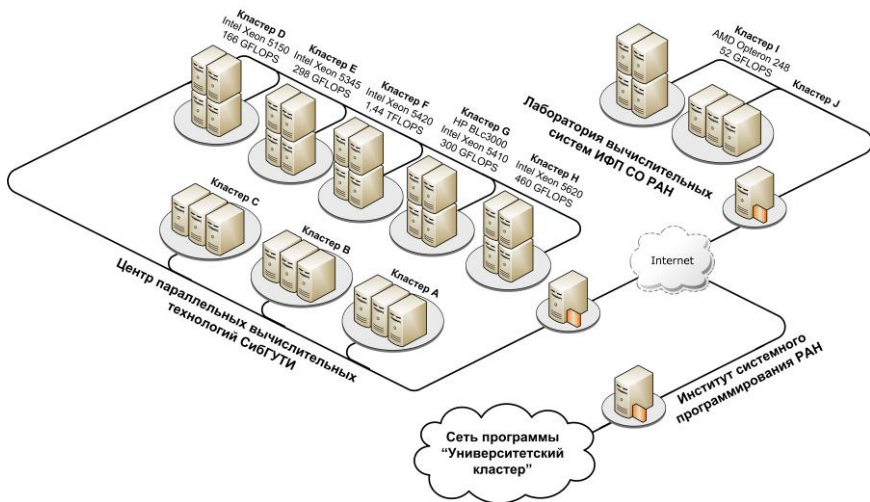 Кластер D
Intel Xeon 5150
166 GFLOPS
Кластер E
Intel Xeon 5345
298 GFLOPS
Кластер F
Intel Xeon 5420
1.44 TFLOPS
Кластер G
HP BLc3000
Intel Xeon 5410
300 GFLOPS
Кластер H
Intel Xeon 5620
460 GFLOPS
Кластер I
AMD Opteron 248
52 GFLOPS
Кластер J
Лаборатория вычислительных
систем ИФП СО РАН
Кластер C
Кластер B
Кластер A
Центр параллельных вычислительных
технологий СибГУТИ
Internet
Институт системного
программирования РАН
Сеть программы
“Университетский
кластер”